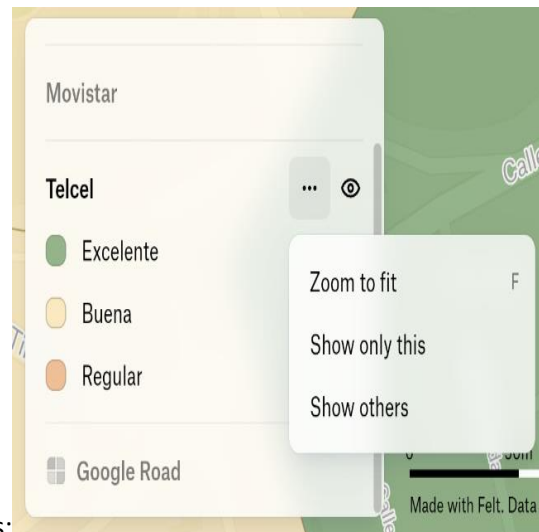 Movistar
Telcel
Excelente
Buena
Regular
Google Road
Zoom to fit F
Show only this
Show others
Calle
Made with Felt. Data